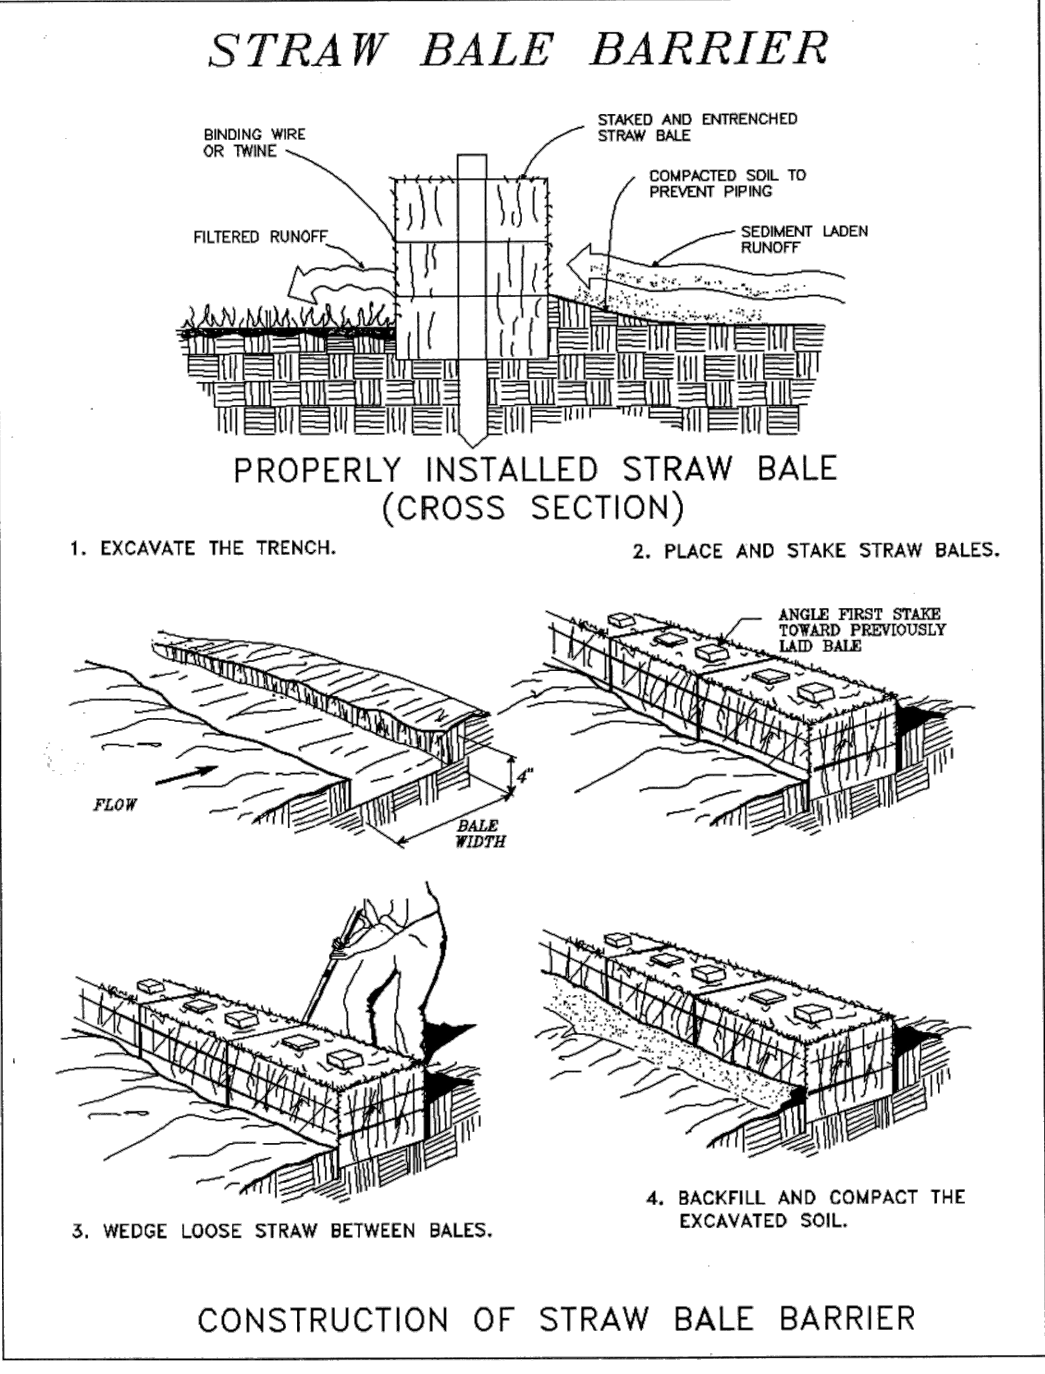 STRAW BALE BARRIER
BINDING WIRE
OR TWINE
STAKED AND ENTRENCHED
STRAW BALE
COMPACTED SOIL TO
PREVENT PIPING
FILTERED RUNOFF
SEDIMENT LADEN
RUNOFF
PROPERLY INSTALLED STRAW BALE
(CROSS SECTION)
1. EXCAVATE THE TRENCH.
2. PLACE AND STAKE STRAW BALES.
ANGLE FIRST STAKE
TOWARD PREVIOUSLY
LAID BALE
4"
FLOW
BALE
WIDTH
3. WEDGE LOOSE STRAW BETWEEN BALES.
4. BACKFILL AND COMPACT THE
EXCAVATED SOIL.
CONSTRUCTION OF STRAW BALE BARRIER